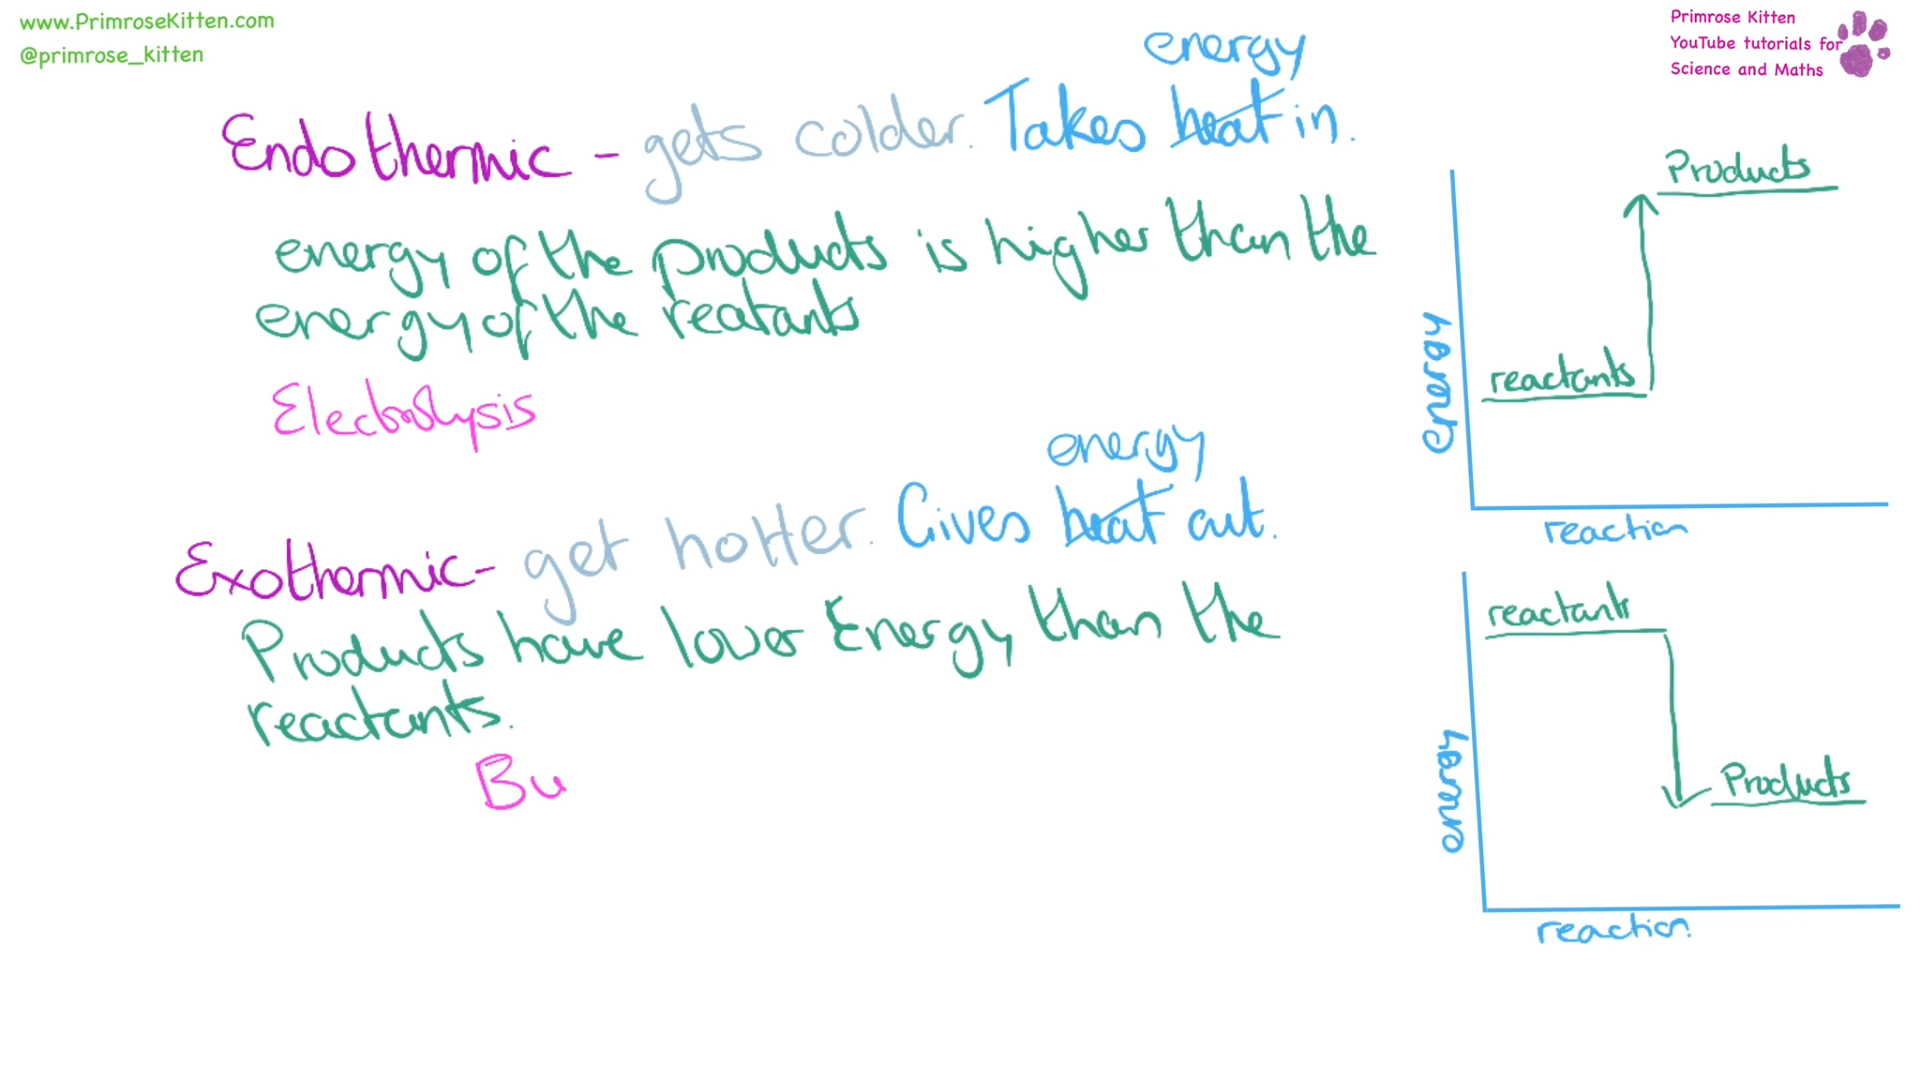 www.PrimroseKitten.com
@primrose_kitten
Primrose Kitten
YouTube tutorials for
Science and Maths
energy
Endothermic - gets colder. Takes heat in.
energy of the products is higher than the
energy of the reatants
Electrolysis
energy
Exothermic - get hotter. Gives heat out.
Products have lower Energy than the
reactants.
Bu
Products
reactants
energy
reaction
reactants
Products
energy
reaction